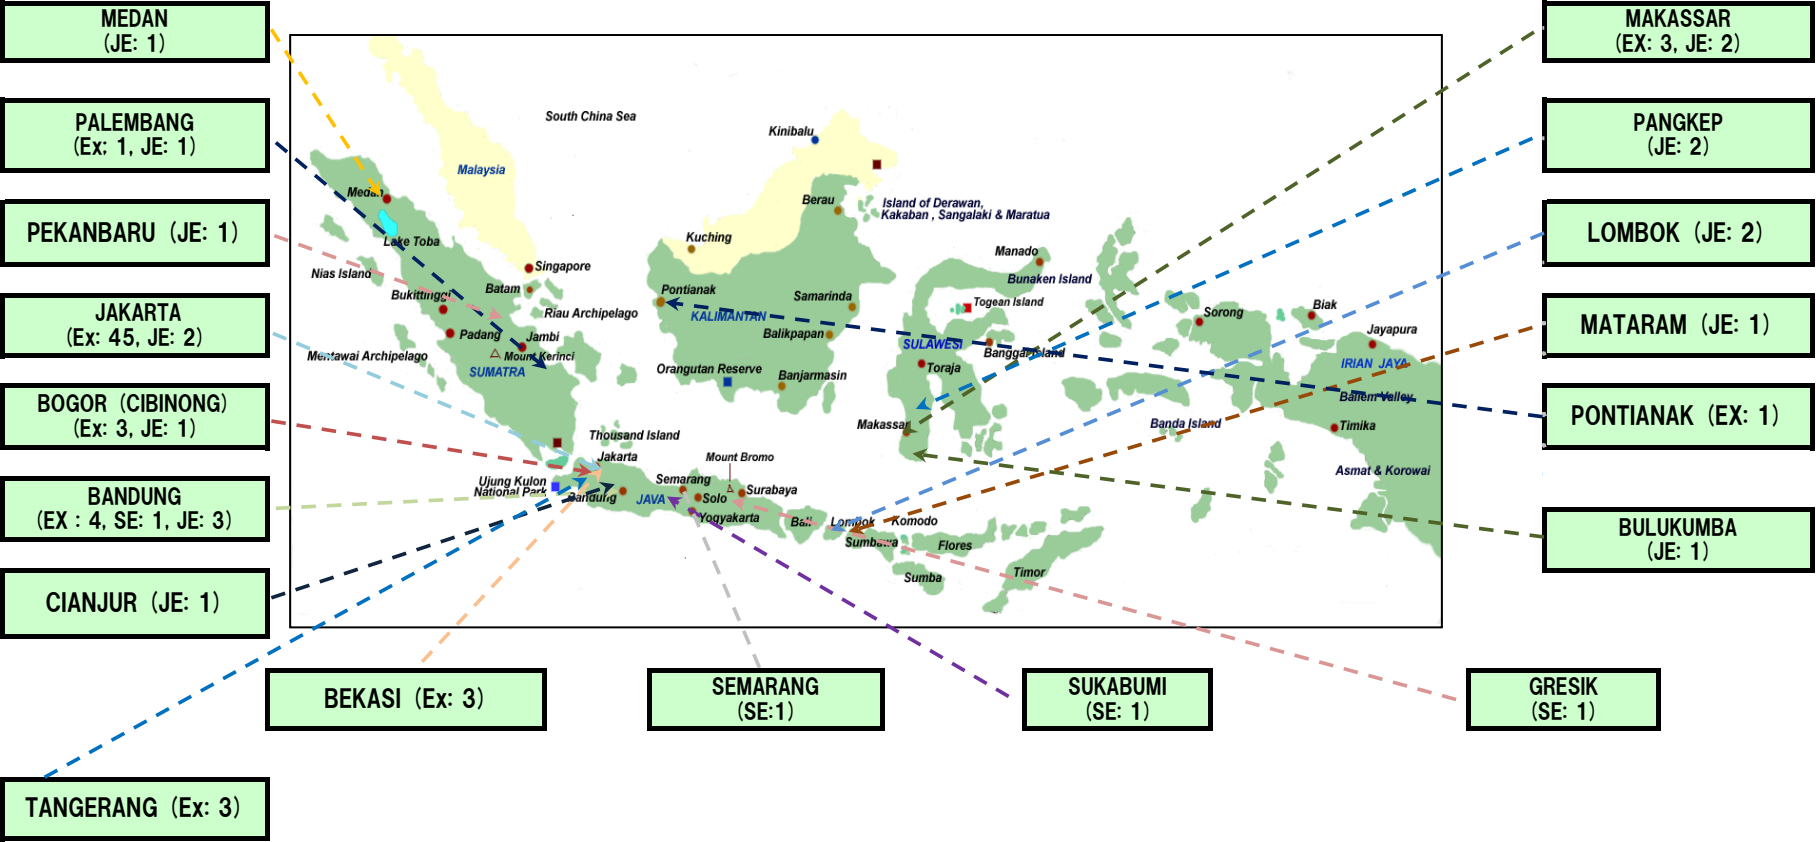 MEDAN
(JE: 1)
PALEMBANG
(Ex: 1, JE: 1)
PEKANBARU (JE: 1)
JAKARTA
(Ex: 45, JE: 2)
BOGOR (CIBINONG)
(Ex: 3, JE: 1)
BANDUNG
(EX : 4, SE: 1, JE: 3)
CIANJUR (JE: 1)
TANGERANG (Ex: 3)
BEKASI (Ex: 3)
SEMARANG
(SE:1)
SUKABUMI
(SE: 1)
GRESIK
(SE: 1)
MAKASSAR
(EX: 3, JE: 2)
PANGKEP
(JE: 2)
LOMBOK (JE: 2)
MATARAM (JE: 1)
PONTIANAK (EX: 1)
BULUKUMBA
(JE: 1)
South China Sea
Malaysia
Kinibalu
Medan
Lake Toba
Nias Island
Bukittinggi
Singapore
Batam
Riau Archipelago
Padang
Jambi
Mount Kerinci
Mentawai Archipelago
SUMATRA
Kuching
Berau
Island of Derawan,
Kakaban , Sangalaki & Maratua
Pontianak
KALIMANTAN
Samarinda
Balikpapan
Orangutan Reserve
Banjarmasin
Manado
Bunaken Island
Togean Island
SULAWESI
Banggai Island
Toraja
Makassar
Sorong
Biak
Jayapura
IRIAN JAYA
Baliem Valley
Banda Island
Timika
Asmat & Korowai
Thousand Island
Jakarta
Ujung Kulon
National Park
Bandung
JAVA
Semarang
Mount Bromo
Solo
Surabaya
Yogyakarta
Bali
Lombok
Komodo
Sumbawa
Flores
Sumba
Timor